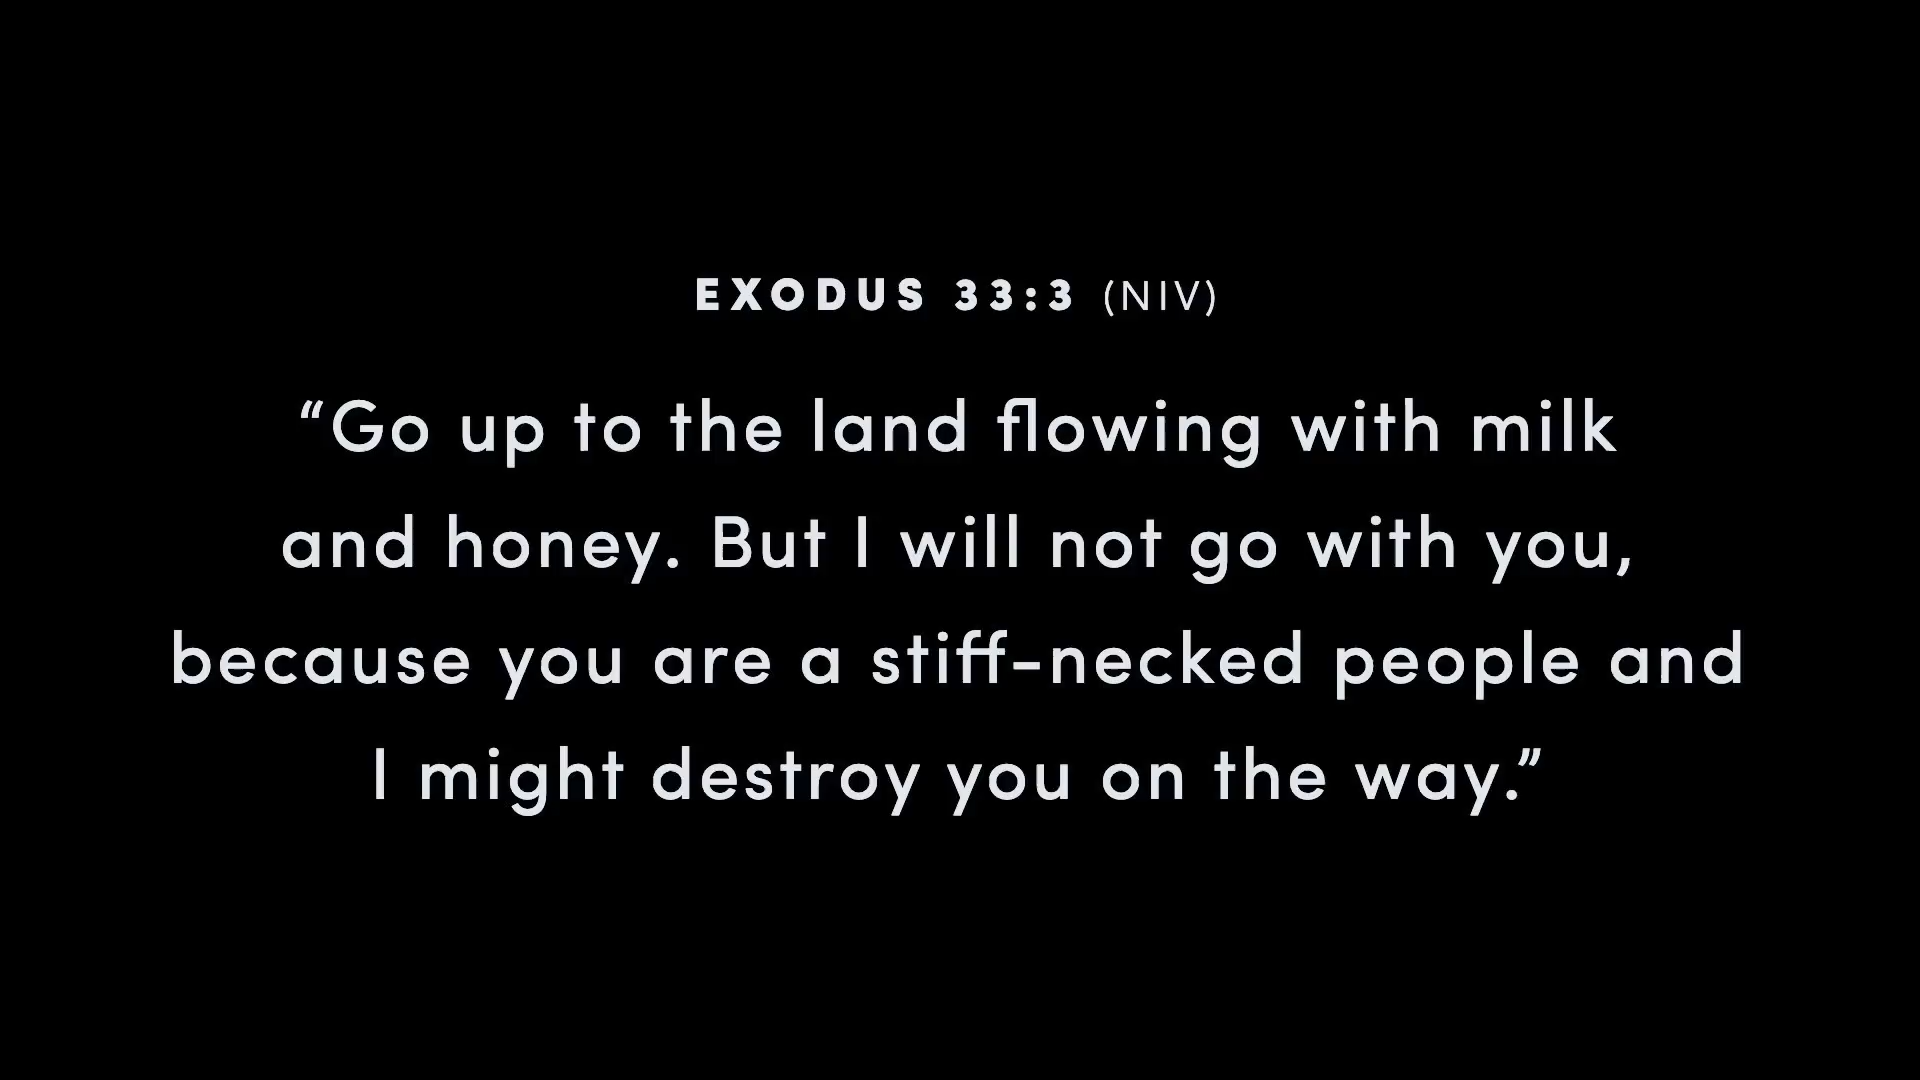 EXODUS 33:3 (NIV)
“Go up to the land flowing with milk
and honey. But I will not go with you,
because you are a stiff-necked people and
I might destroy you on the way.”